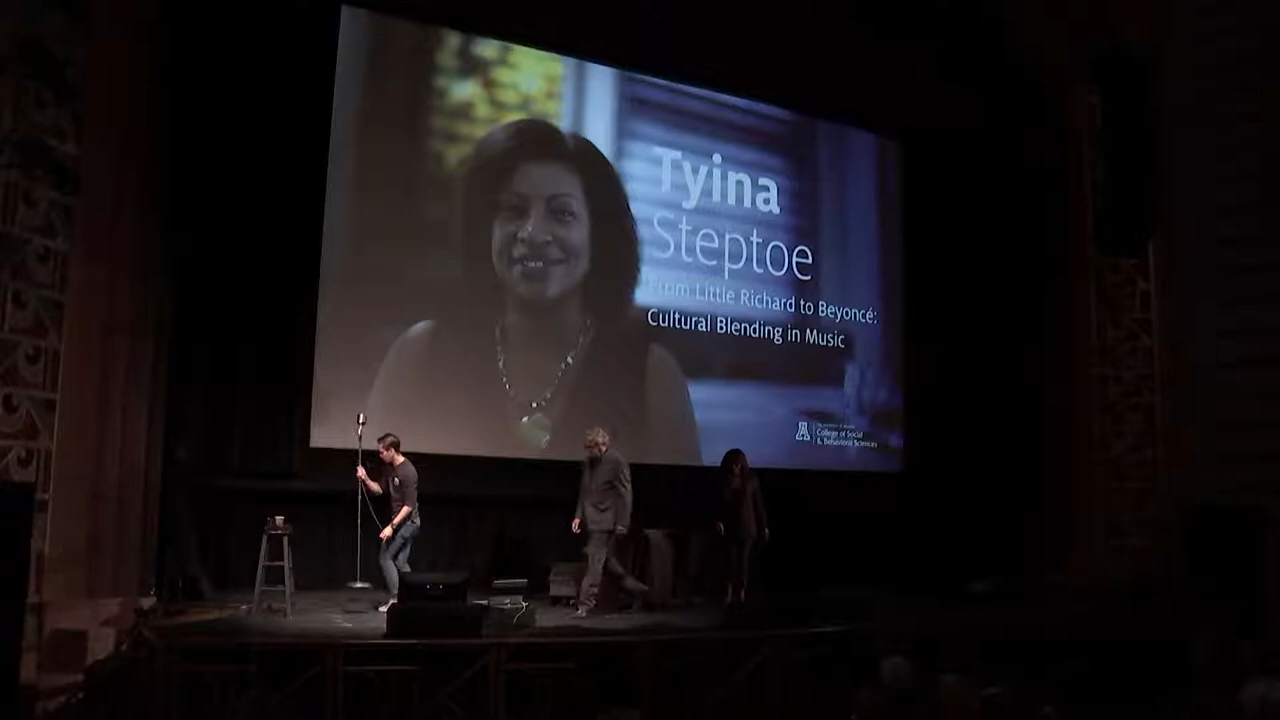 Tyina
Steptoe
From Little Richard to Beyoncé:
Cultural Blending in Music
College of Social
& Behavioral Sciences